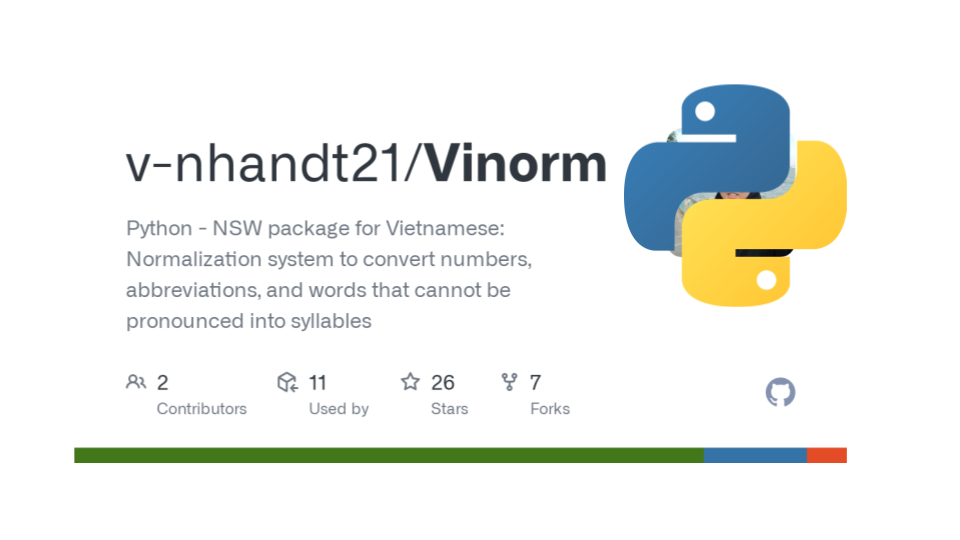 v-nhandt21/Vinorm
Python - NSW package for Vietnamese:
Normalization system to convert numbers,
abbreviations, and words that cannot be
pronounced into syllables
2 11 26 7
Contributors Used by Stars Forks